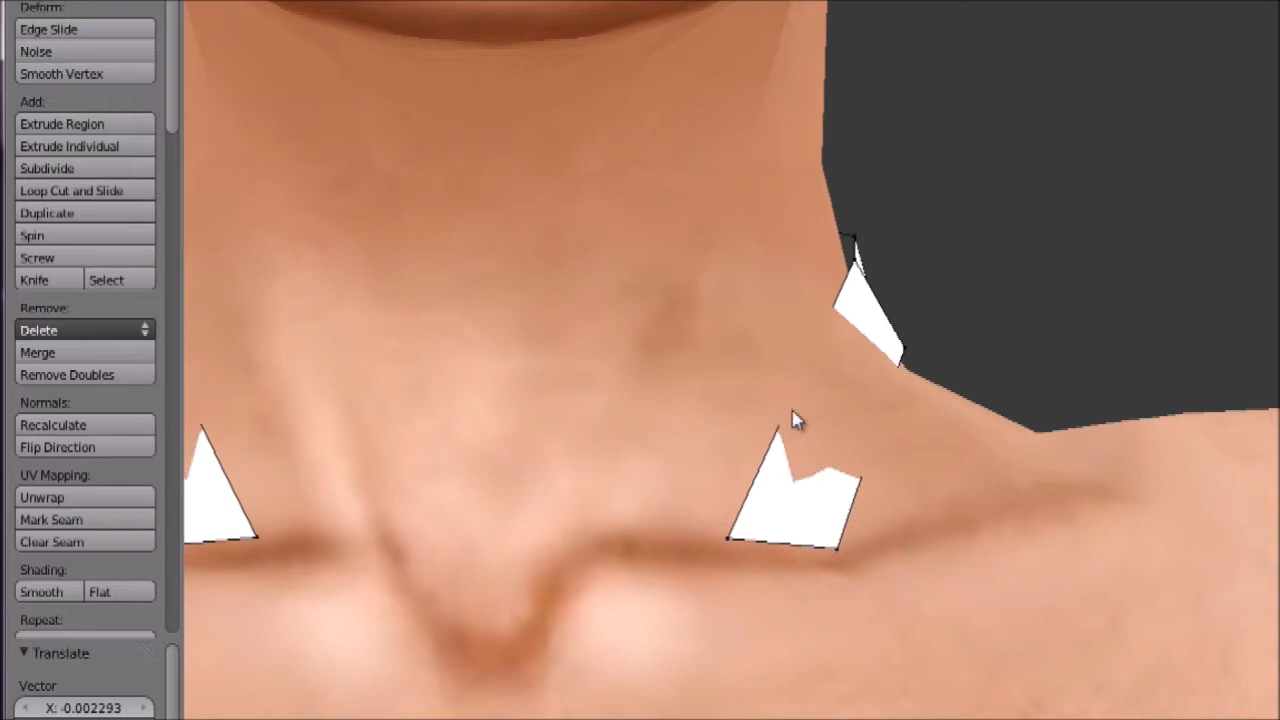 Deform:
Edge Slide
Noise
Smooth Vertex
Add:
Extrude Region
Extrude Individual
Subdivide
Loop Cut and Slide
Duplicate
Spin
Screw
Knife Select
Remove:
Delete
Merge
Remove Doubles
Normals:
Recalculate
Flip Direction
UV Mapping:
Unwrap
Mark Seam
Clear Seam
Shading:
Smooth Flat
Repeat:
Translate
Vector
X: -0.002293